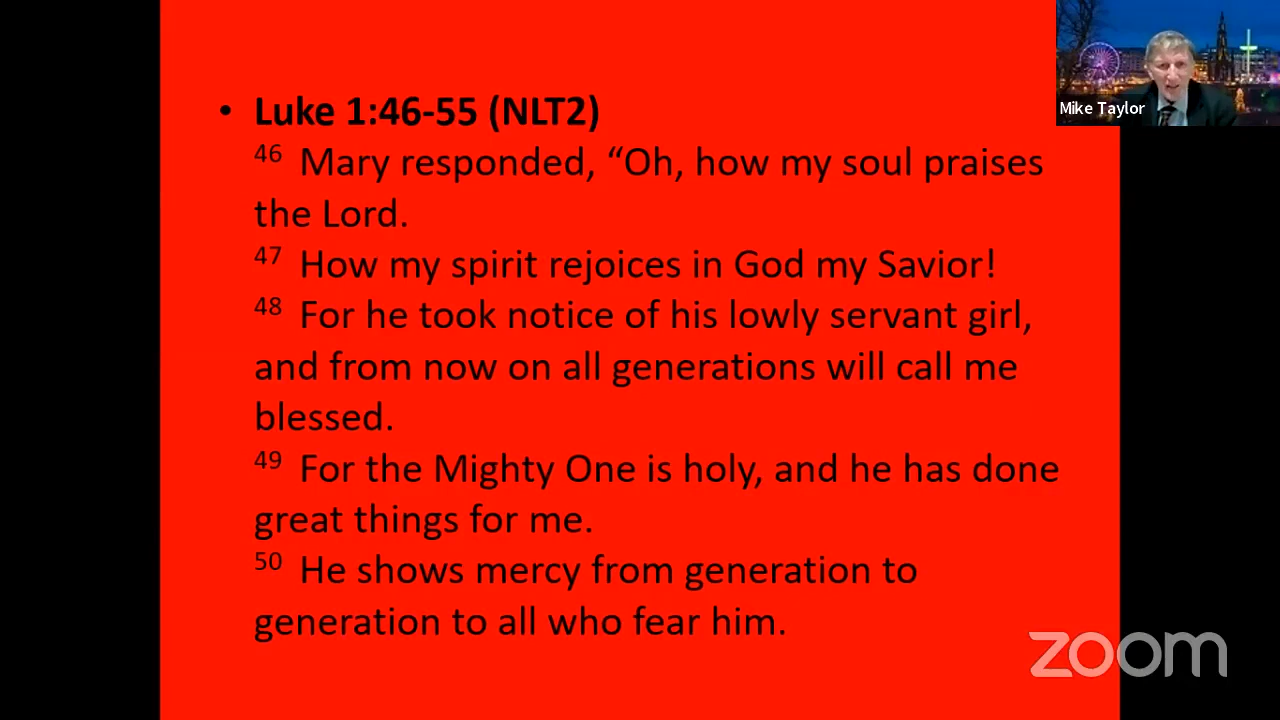 • Luke 1:46-55 (NLT2)
46 Mary responded, “Oh, how my soul praises
the Lord.
47 How my spirit rejoices in God my Savior!
48 For he took notice of his lowly servant girl,
and from now on all generations will call me
blessed.
49 For the Mighty One is holy, and he has done
great things for me.
50 He shows mercy from generation to
generation to all who fear him.
Mike Taylor
zoom